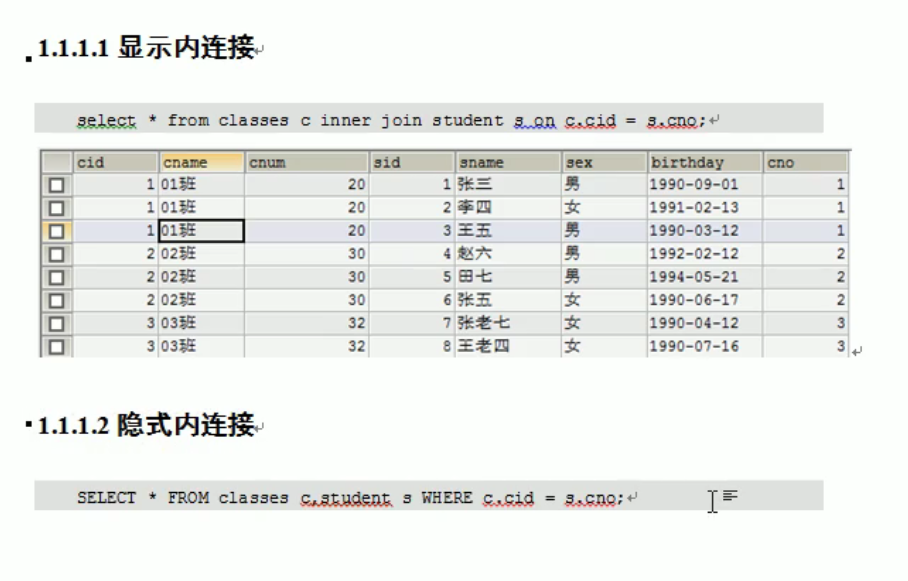 1.1.1.1 显示内连接
select * from classes c inner join student s on c.cid = s.cno;
cid cname cnum sid sname sex birthday cno
1 01班 20 1 张三 男 1990-09-01 1
1 01班 20 2 李四 女 1991-02-13 1
1 01班 20 3 王五 男 1990-03-12 1
2 02班 30 4 赵六 男 1992-02-12 2
2 02班 30 5 田七 男 1994-05-21 2
2 02班 30 6 张五 女 1990-06-17 2
3 03班 32 7 张老七 女 1990-04-12 3
3 03班 32 8 王老四 女 1990-07-16 3
1.1.1.2 隐式内连接
SELECT * FROM classes c,student s WHERE c.cid = s.cno;